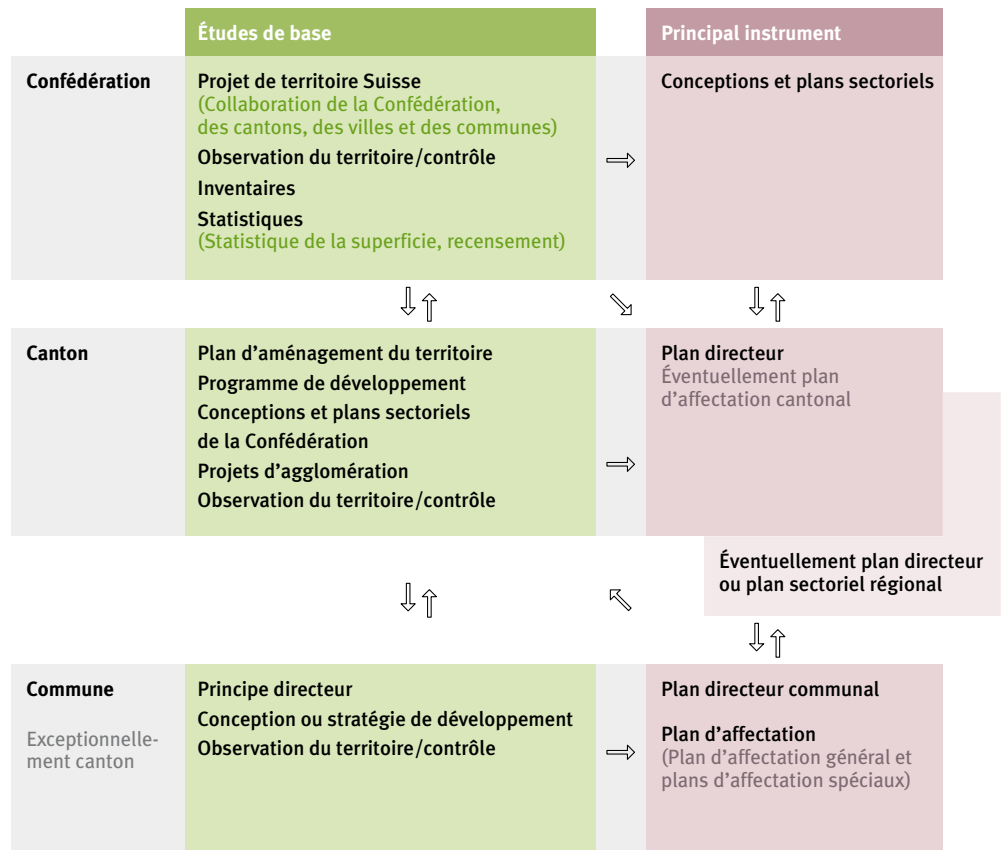 Études de base
Principal instrument
Confédération
Projet de territoire Suisse
(Collaboration de la Confédération,
des cantons, des villes et des communes)
Observation du territoire/contrôle
Inventaires
Statistiques
(Statistique de la superficie, recensement)
Conceptions et plans sectoriels
Canton
Plan d’aménagement du territoire
Programme de développement
Conceptions et plans sectoriels
de la Confédération
Projets d’agglomération
Observation du territoire/contrôle
Plan directeur
Éventuellement plan
d’affectation cantonal
Éventuellement plan directeur
ou plan sectoriel régional
Commune
Exceptionnelle-
ment canton
Principe directeur
Conception ou stratégie de développement
Observation du territoire/contrôle
Plan directeur communal
Plan d’affectation
(Plan d’affectation général et
plans d’affectation spéciaux)